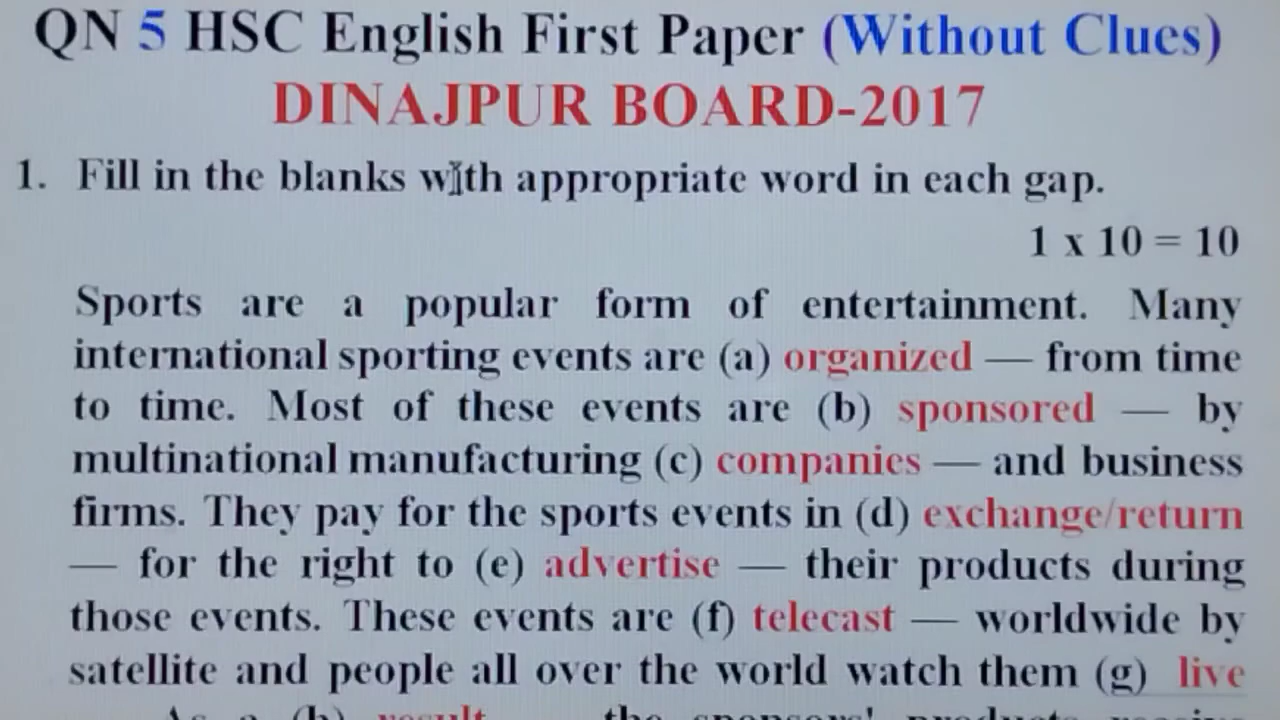 QN 5 HSC English First Paper (Without Clues)
DINAJPUR BOARD-2017
1. Fill in the blanks with appropriate word in each gap.
1 x 10 = 10
Sports are a popular form of entertainment. Many
international sporting events are (a) organized — from time
to time. Most of these events are (b) sponsored — by
multinational manufacturing (c) companies — and business
firms. They pay for the sports events in (d) exchange/return
— for the right to (e) advertise — their products during
those events. These events are (f) telecast — worldwide by
satellite and people all over the world watch them (g) live
As a (h) result the sponsors' products receive